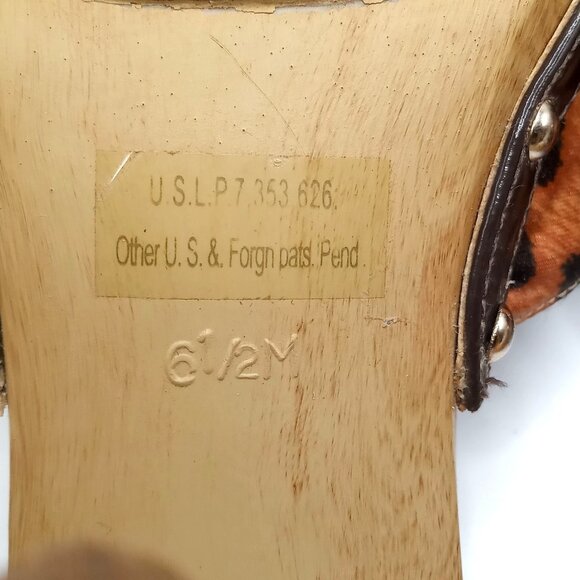 U S.L.P.7,353,626.
Other U. S. &. Forgn pats. Pend.
6 1/2M